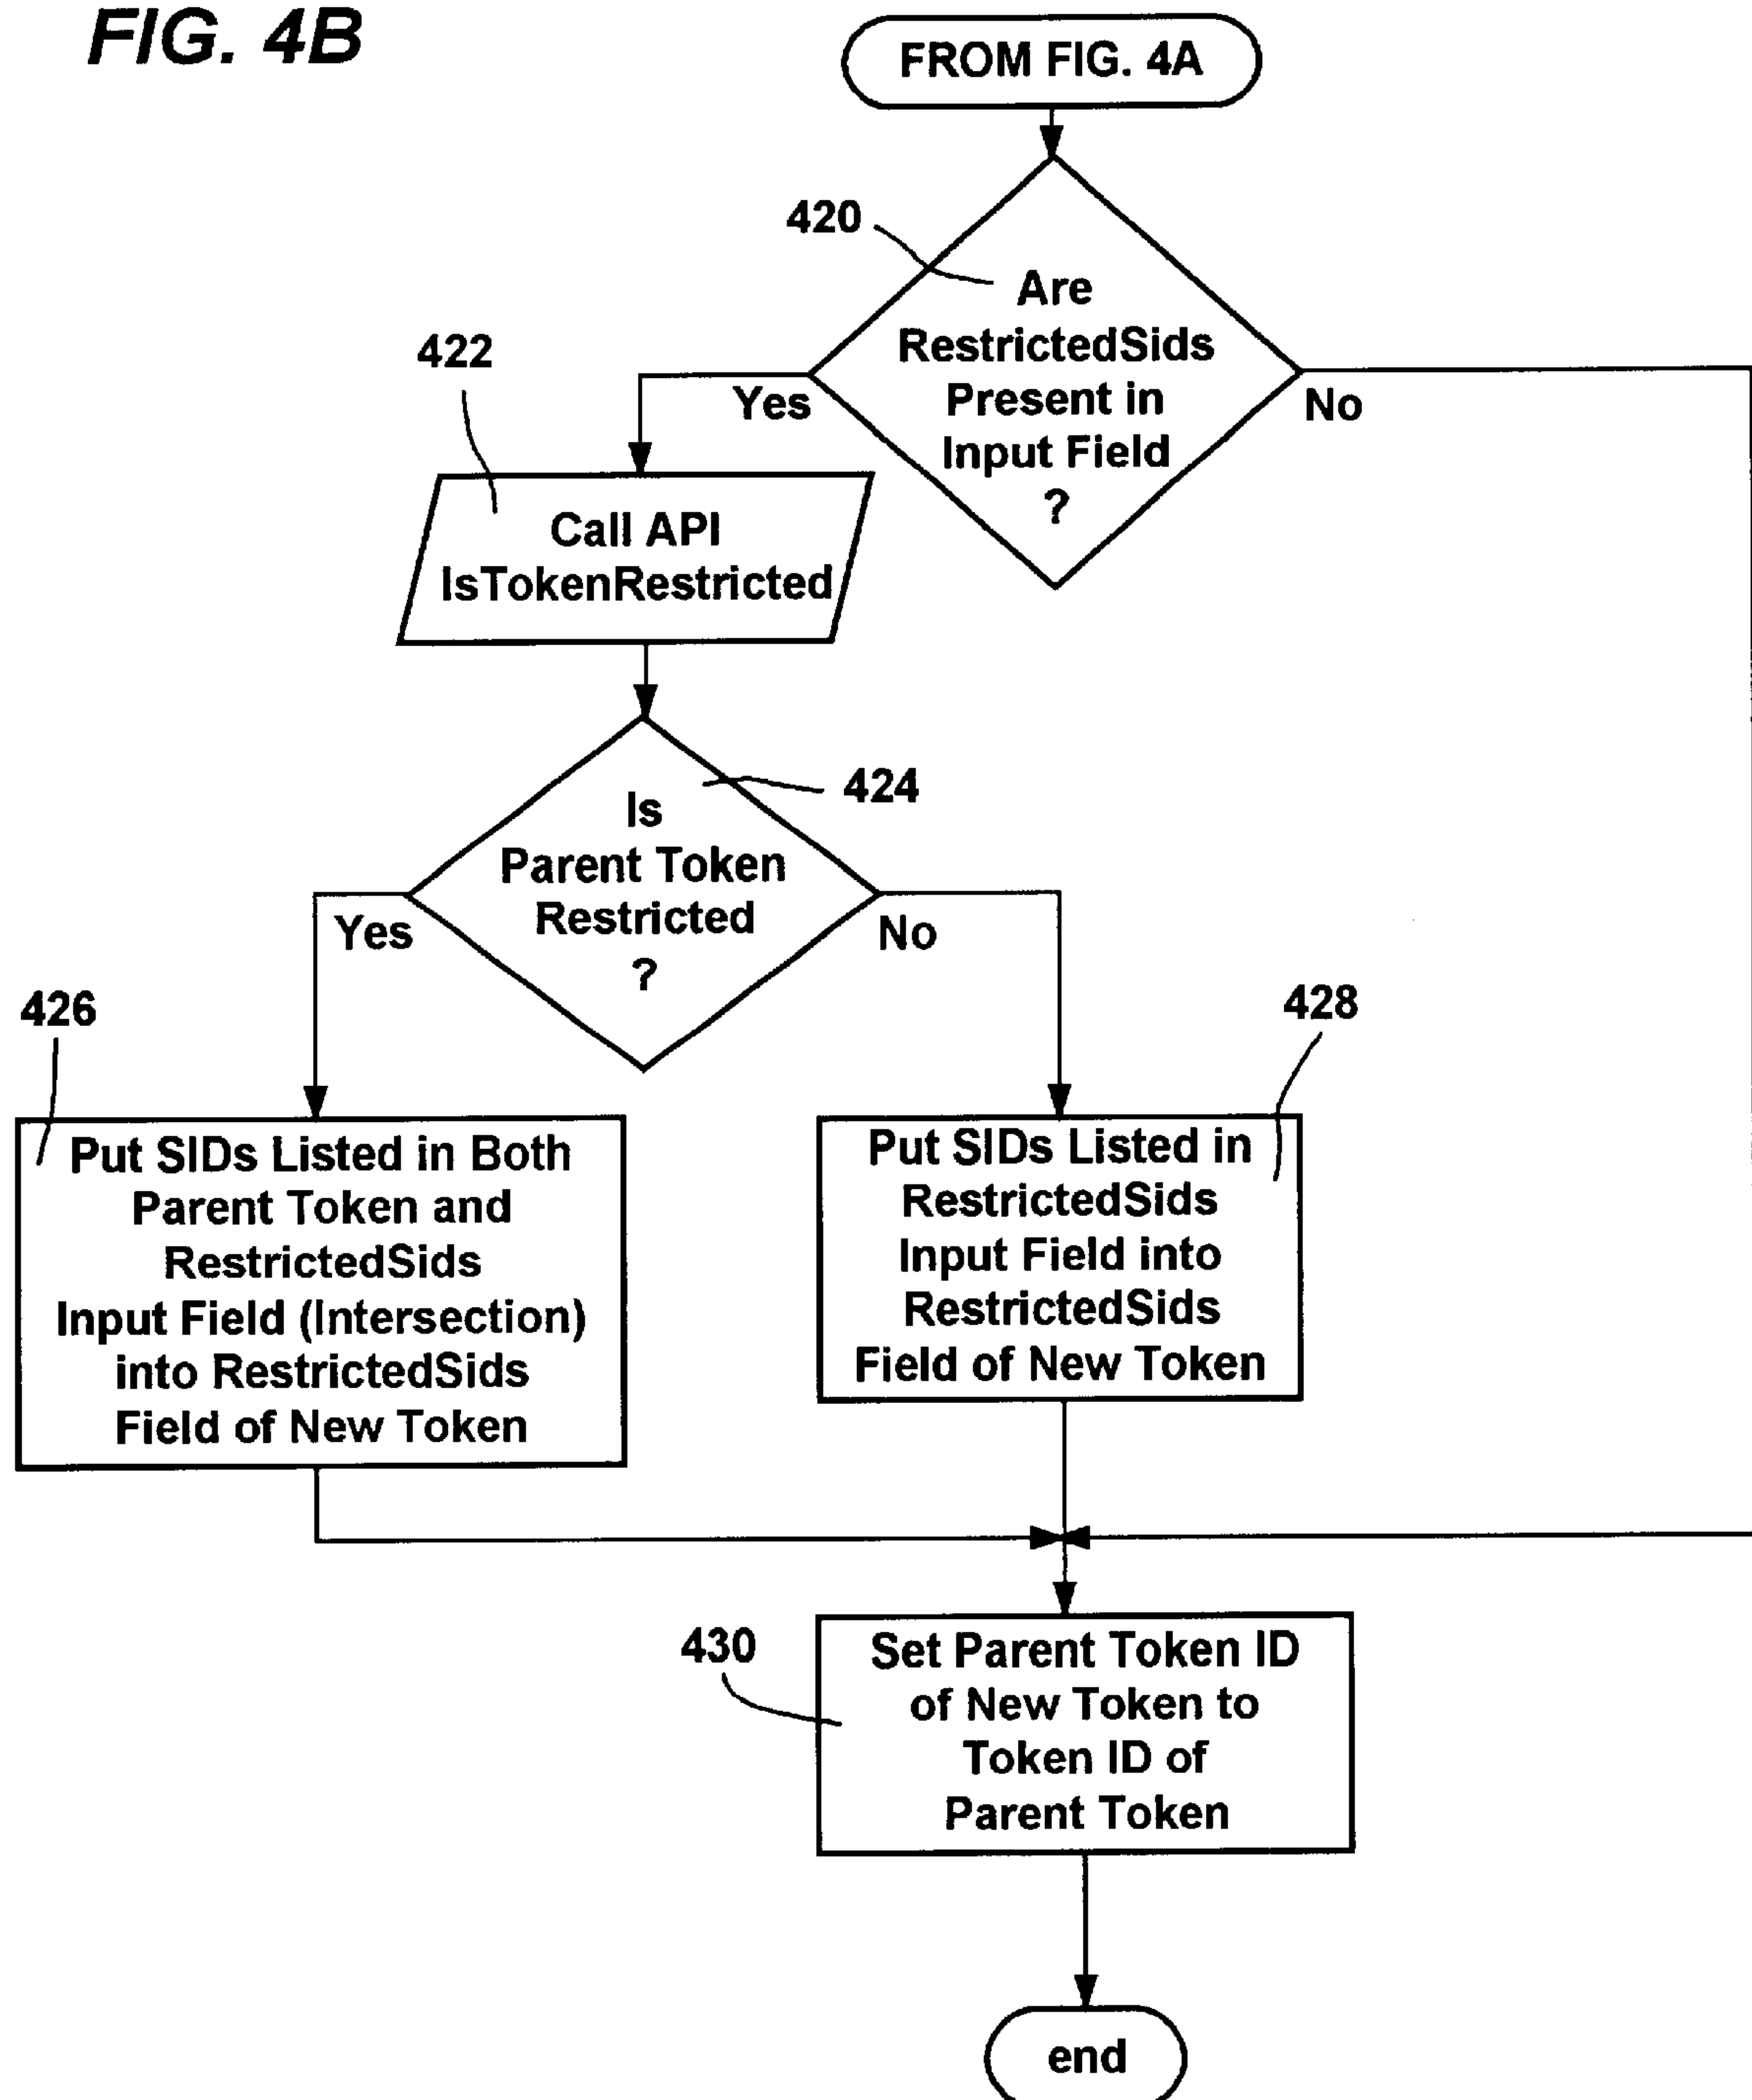 FIG. 4B
FROM FIG. 4A
420
Are
RestrictedSids
Present in
Input Field
?
Yes
No
422
Call API
IsTokenRestricted
424
Is
Parent Token
Restricted
?
Yes
No
426
Put SIDs Listed in Both
Parent Token and
RestrictedSids
Input Field (Intersection)
into RestrictedSids
Field of New Token
428
Put SIDs Listed in
RestrictedSids
Input Field into
RestrictedSids
Field of New Token
430
Set Parent Token ID
of New Token to
Token ID of
Parent Token
end